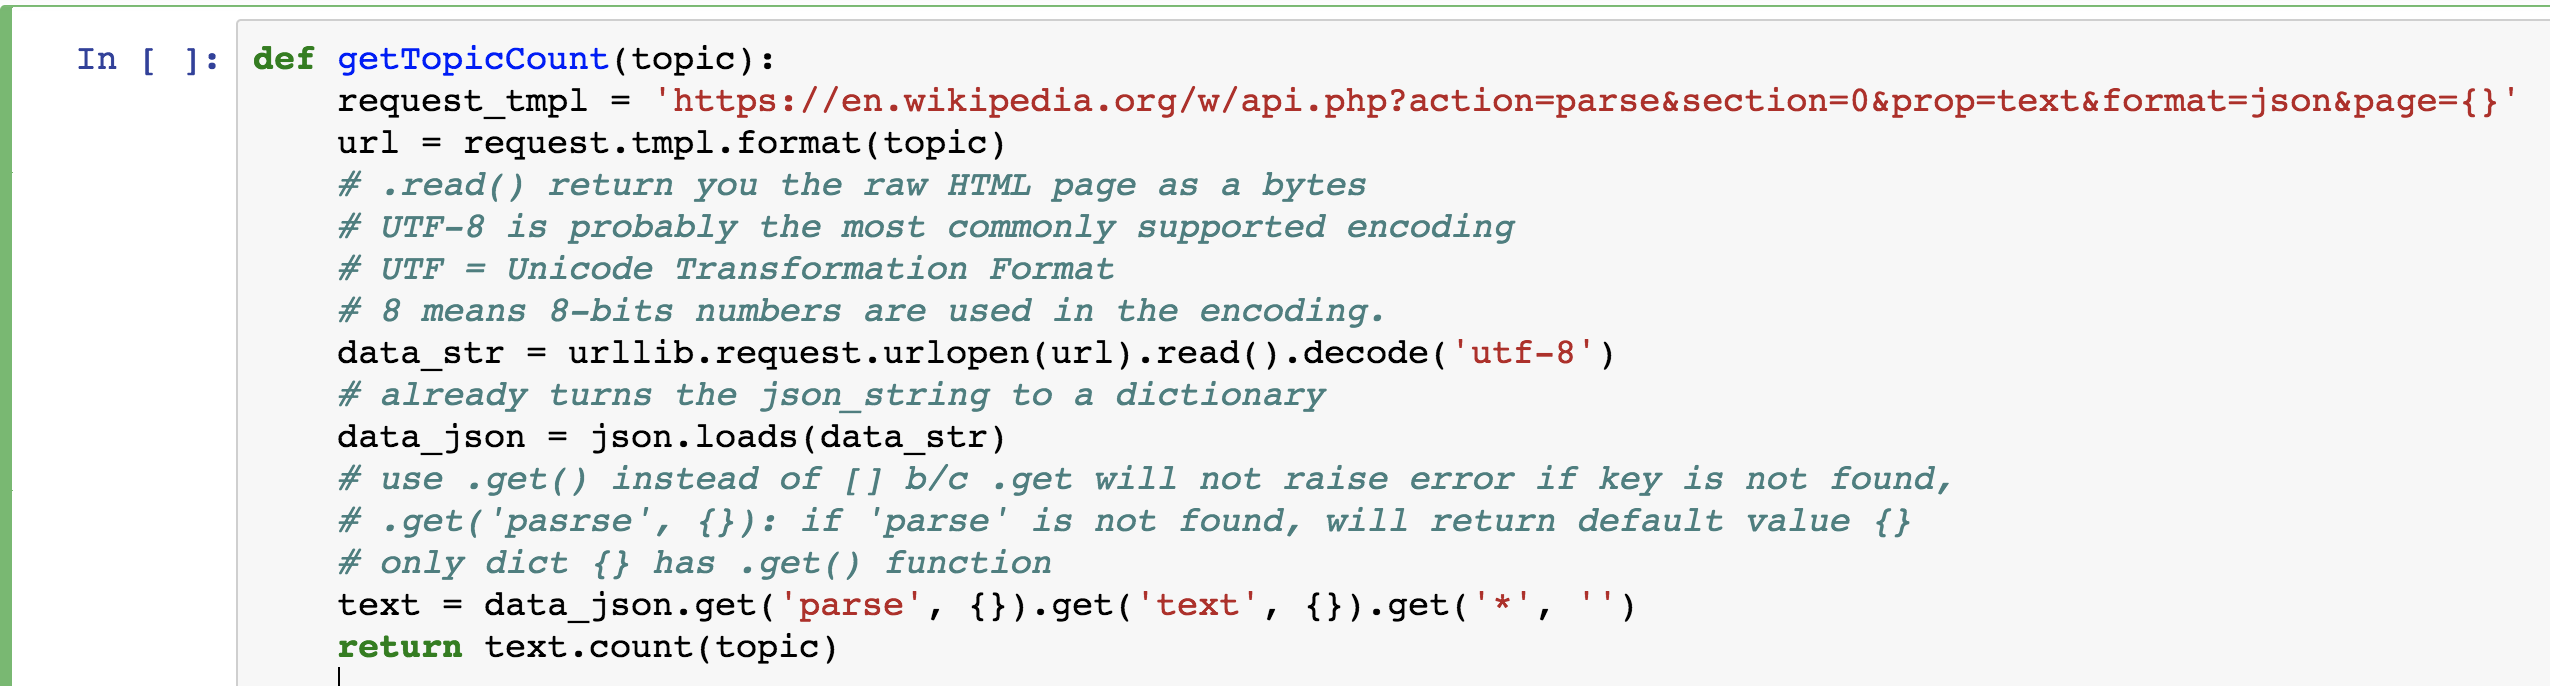 In [ ]: def getTopicCount(topic):
request_tmpl = 'https://en.wikipedia.org/w/api.php?action=parse&section=0&prop=text&format=json&page={}'
url = request.tmpl.format(topic)
# .read() return you the raw HTML page as a bytes
# UTF-8 is probably the most commonly supported encoding
# UTF = Unicode Transformation Format
# 8 means 8-bits numbers are used in the encoding.
data_str = urllib.request.urlopen(url).read().decode('utf-8')
# already turns the json_string to a dictionary
data_json = json.loads(data_str)
# use .get() instead of [] b/c .get will not raise error if key is not found,
# .get('pasrse', {}): if 'parse' is not found, will return default value {}
# only dict {} has .get() function
text = data_json.get('parse', {}).get('text', {}).get('*', '')
return text.count(topic)